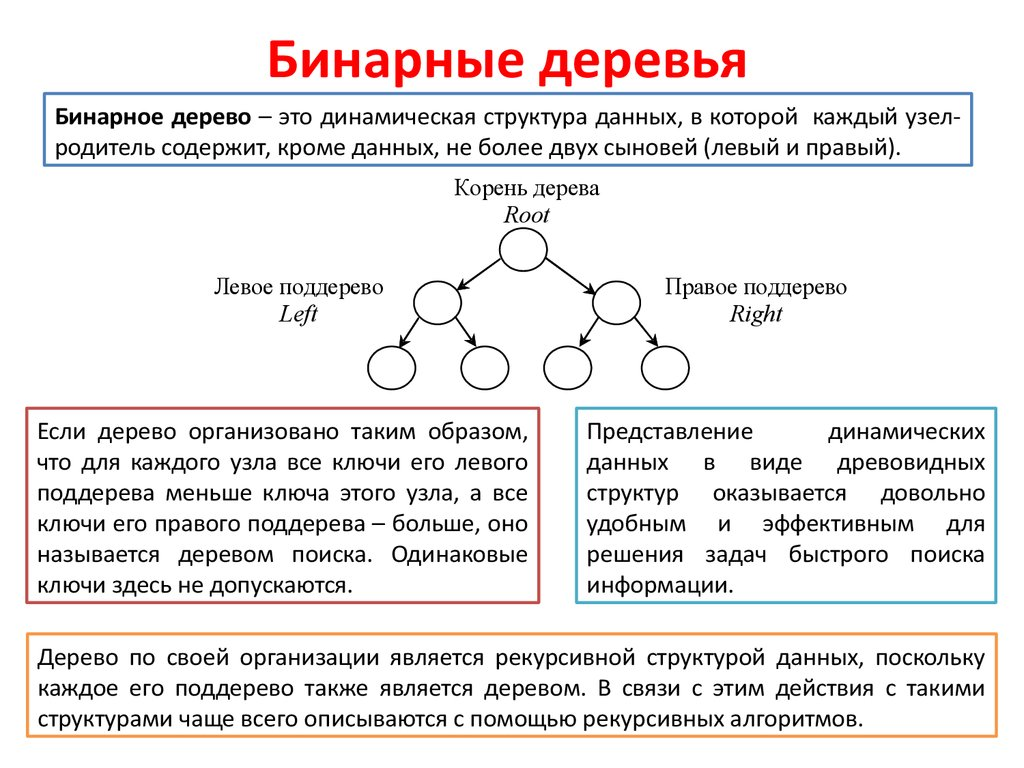 Бинарные деревья
Бинарное дерево – это динамическая структура данных, в которой каждый узел-
родитель содержит, кроме данных, не более двух сыновей (левый и правый).
Корень дерева
Root
Левое поддерево
Left
Правое поддерево
Right
Если дерево организовано таким образом,
что для каждого узла все ключи его левого
поддерева меньше ключа этого узла, а все
ключи его правого поддерева – больше, оно
называется деревом поиска. Одинаковые
ключи здесь не допускаются.
Представление динамических
данных в виде древовидных
структур оказывается довольно
удобным и эффективным для
решения задач быстрого поиска
информации.
Дерево по своей организации является рекурсивной структурой данных, поскольку
каждое его поддерево также является деревом. В связи с этим действия с такими
структурами чаще всего описываются с помощью рекурсивных алгоритмов.